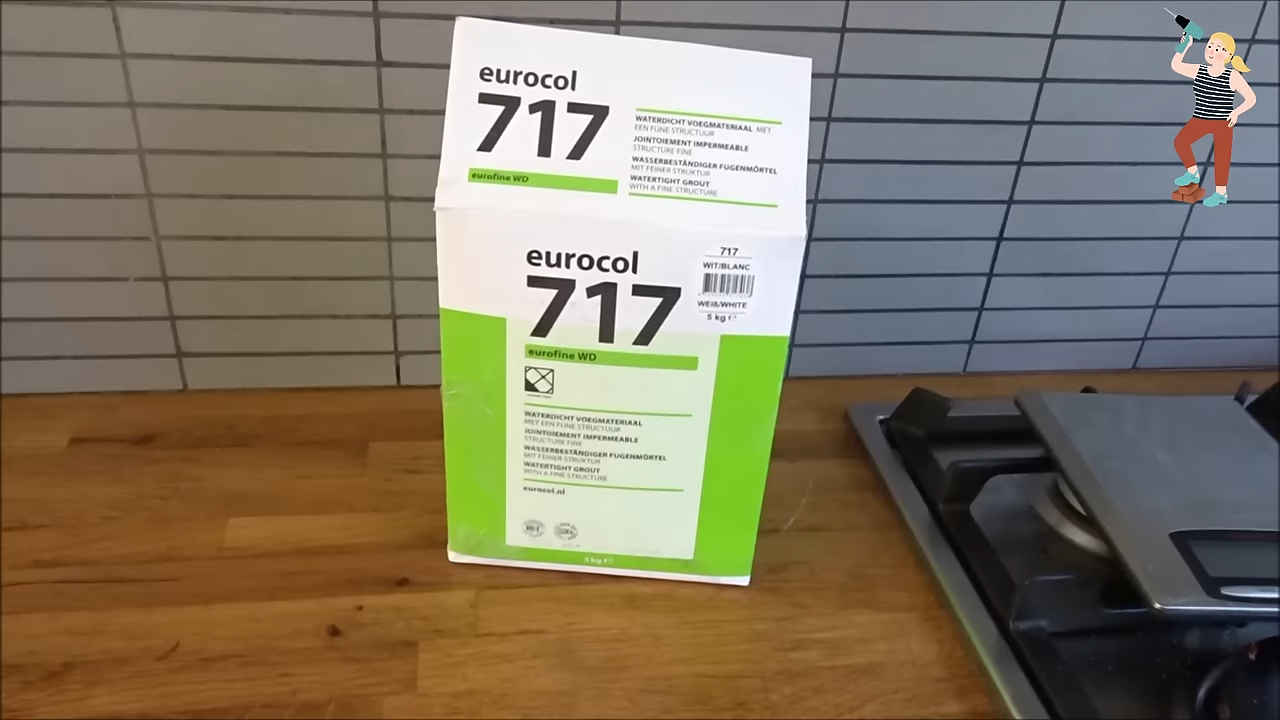 eurocol
717
eurofine WD
WATERDICHT VOEGMATERIAAL MET
EEN FIJNE STRUCTUUR
JOINTOIEMENT IMPERMEABLE
STRUCTURE FINE
WASSERBESTÄNDIGER FUGENMÖRTEL
MIT FEINER STRUKTUR
WATERTIGHT GROUT
WITH A FINE STRUCTURE
eurocol
717
eurofine WD
717
WIT/BLANC
WEIß/WHITE
5 kg e
WATERDICHT VOEGMATERIAAL
MET EEN FIJNE STRUCTUUR
JOINTOIEMENT IMPERMEABLE
STRUCTURE FINE
WASSERBESTÄNDIGER FUGENMÖRTEL
MIT FEINER STRUKTUR
WATERTIGHT GROUT
WITH A FINE STRUCTURE
eurocol.nl
5 kg e